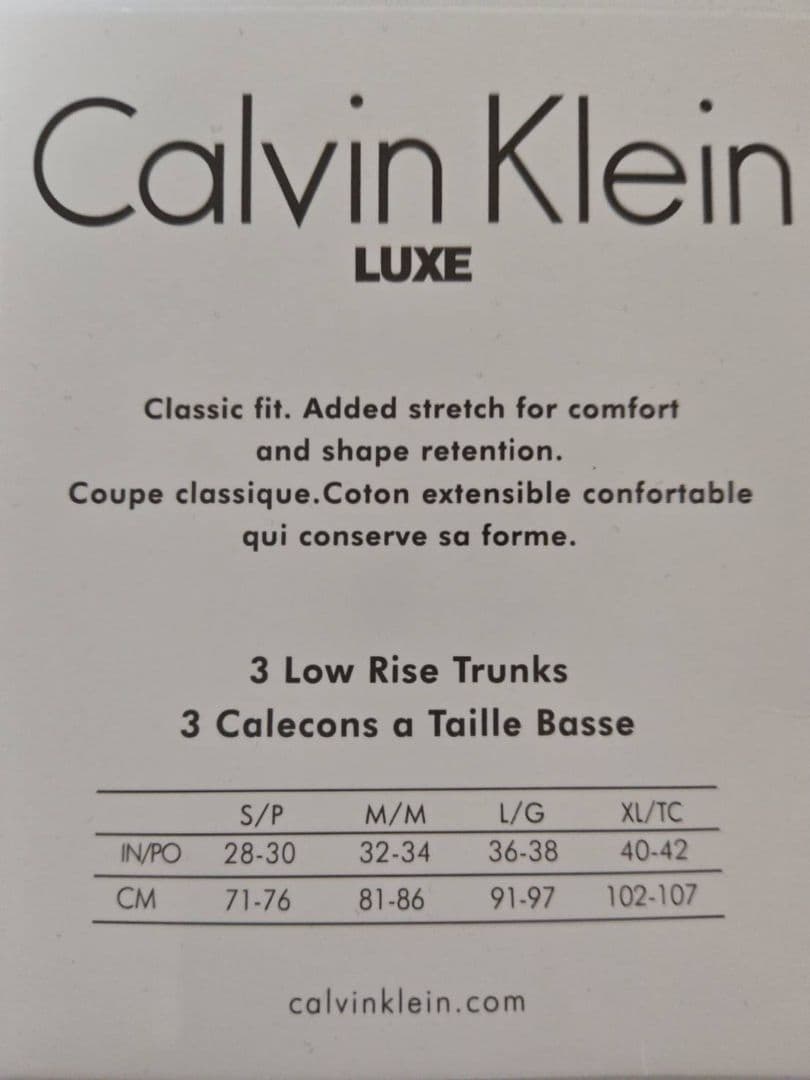 Calvin Klein
LUXE
Classic fit. Added stretch for comfort
and shape retention.
Coupe classique.Coton extensible confortable
qui conserve sa forme.
3 Low Rise Trunks
3 Calecons a Taille Basse
S/P M/M L/G XL/TC
IN/PO 28-30 32-34 36-38 40-42
CM 71-76 81-86 91-97 102-107
calvinklein.com